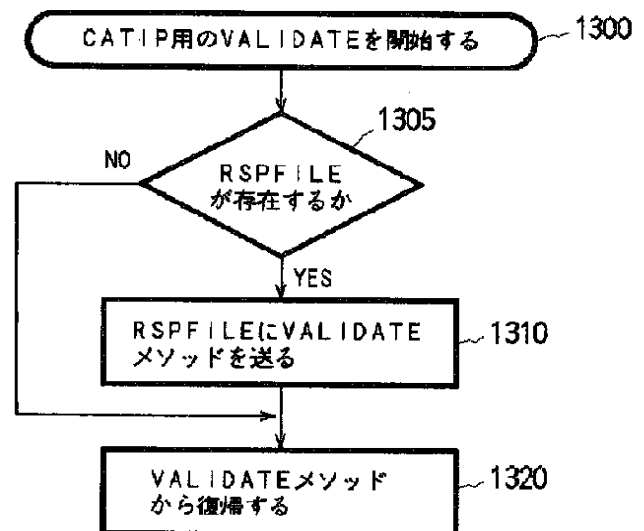 CATIP用のVALIDATEを開始する
1300
1305
NO
RSPFILE
が存在するか
YES
RSPFILEにVALIDATE
メソッドを送る
1310
VALIDATEメソッド
から復帰する
1320